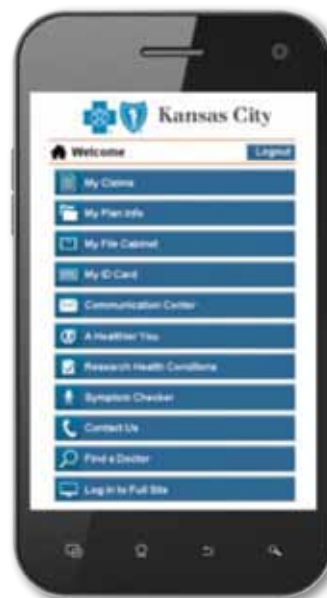 Kansas City
Welcome
Logout
My Claims
My Plan Info
My File Cabinet
My ID Card
Communication Center
A Healthier You
Research Health Conditions
Symptom Checker
Contact Us
Find a Doctor
Log in to Full Site